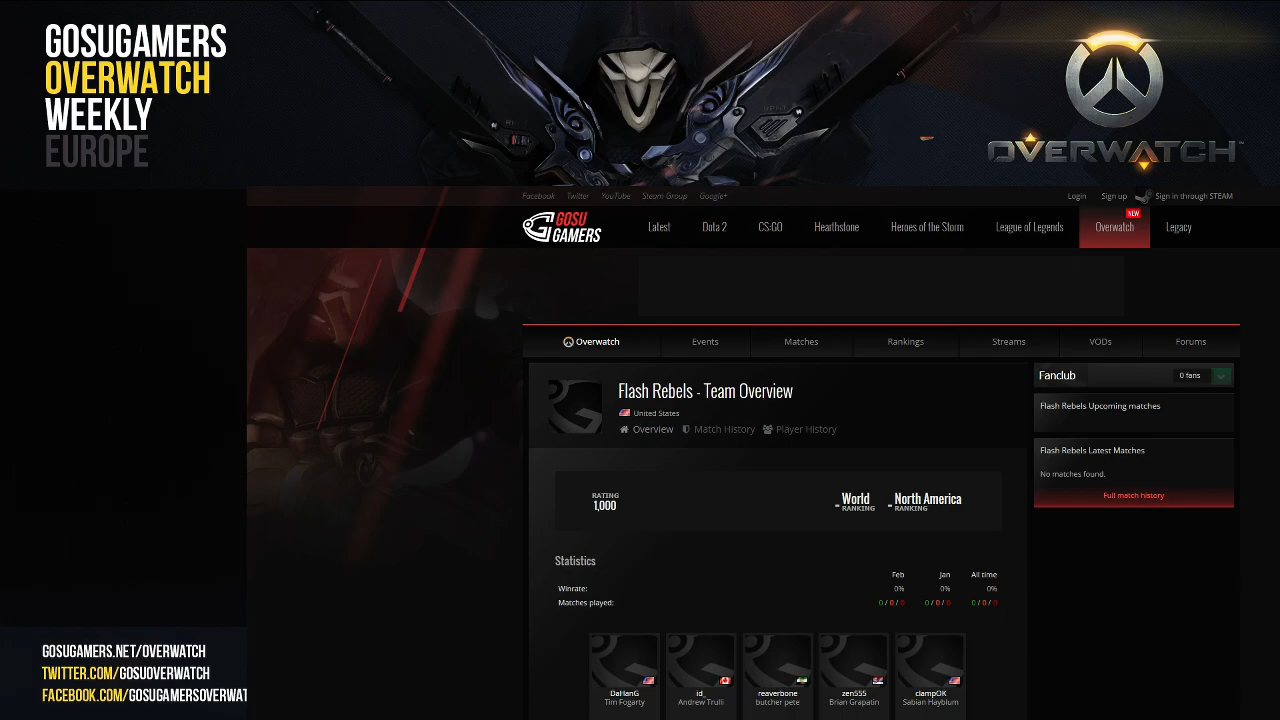 GOSUGAMERS
OVERWATCH
WEEKLY
EUROPE
OVERWATCH
Facebook Twitter YouTube Steam Group Google+
Login Sign up Sign in through STEAM
GOSU
GAMERS
NEW
Latest Dota 2 CS:GO Hearthstone Heroes of the Storm League of Legends Overwatch Legacy
Overwatch Events Matches Rankings Streams VODs Forums
Flash Rebels - Team Overview
United States
Overview Match History Player History
Fanclub 0 fans
Flash Rebels Upcoming matches
Flash Rebels Latest Matches
No matches found.
Full match history
RATING
1,000
- World
RANKING
- North America
RANKING
Statistics
Feb Jan All time
Winrate: 0% 0% 0%
Matches played: 0 / 0 / 0 0 / 0 / 0 0 / 0 / 0
DaHanG id_ reaverbone zen555 clampOK
Tim Fogarty Andrew Trulli butcher pete Brian Grapatin Sabian Hayblum
GOSUGAMERS.NET/OVERWATCH
TWITTER.COM/GOSUOVERWATCH
FACEBOOK.COM/GOSUGAMERSOVERWAT